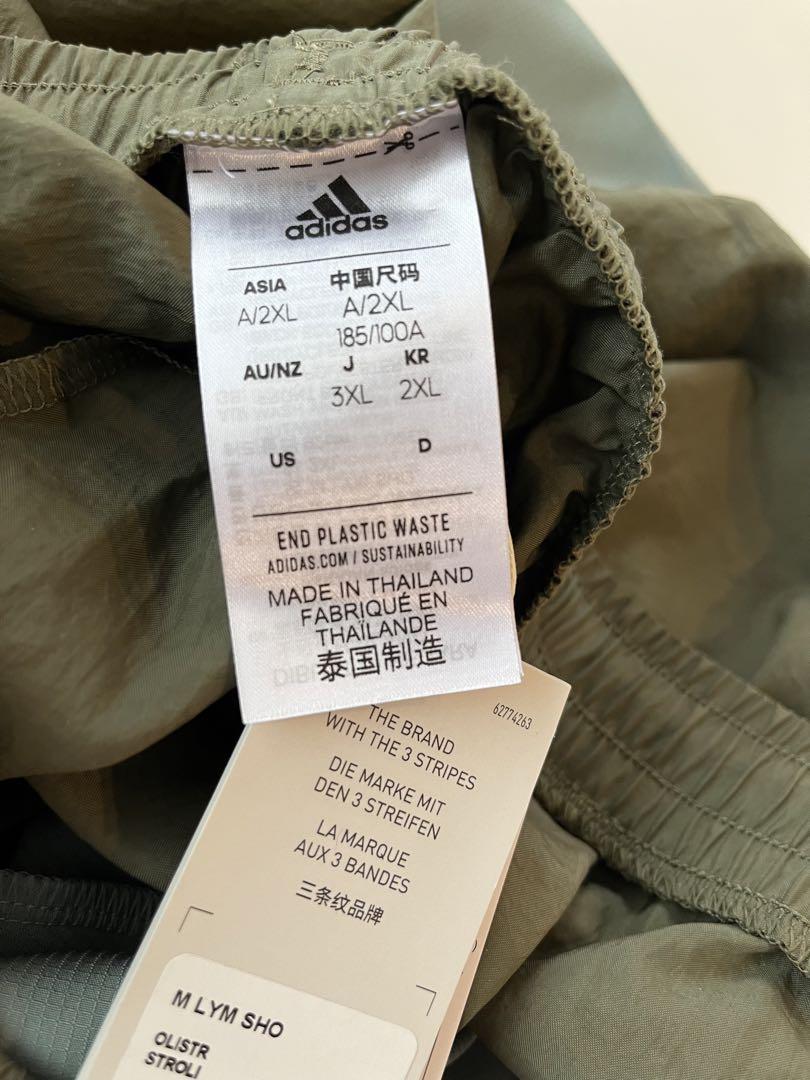 adidas
ASIA 中国尺码
A/2XL A/2XL
185/100A
AU/NZ J KR
3XL 2XL
US D
END PLASTIC WASTE
ADIDAS.COM / SUSTAINABILITY
MADE IN THAILAND
FABRIQUÉ EN
THAÏLANDE
泰国制造
62774263
THE BRAND
WITH THE 3 STRIPES
DIE MARKE MIT
DEN 3 STREIFEN
LA MARQUE
AUX 3 BANDES
三条纹品牌
M LYM SHO
OLISTR
STROLI